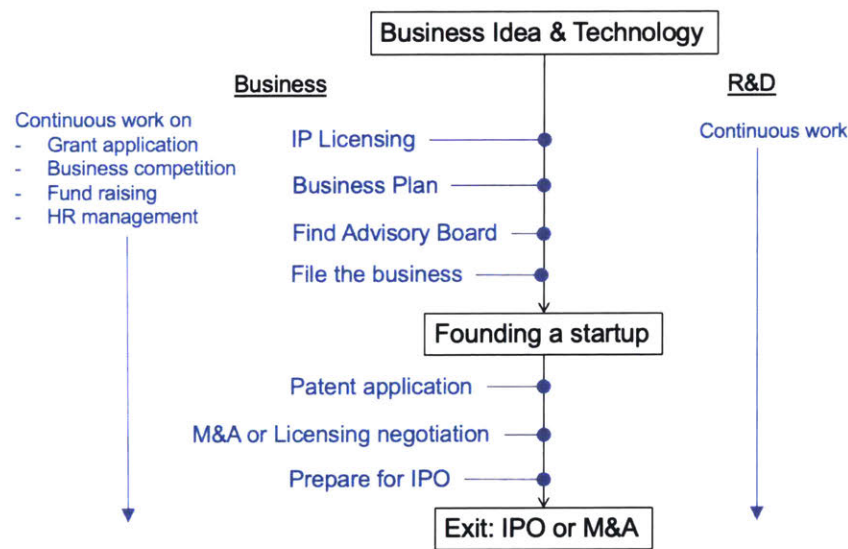 Business Idea & Technology
Business
R&D
Continuous work on
- Grant application
- Business competition
- Fund raising
- HR management
Continuous work
IP Licensing
Business Plan
Find Advisory Board
File the business
Founding a startup
Patent application
M&A or Licensing negotiation
Prepare for IPO
Exit: IPO or M&A